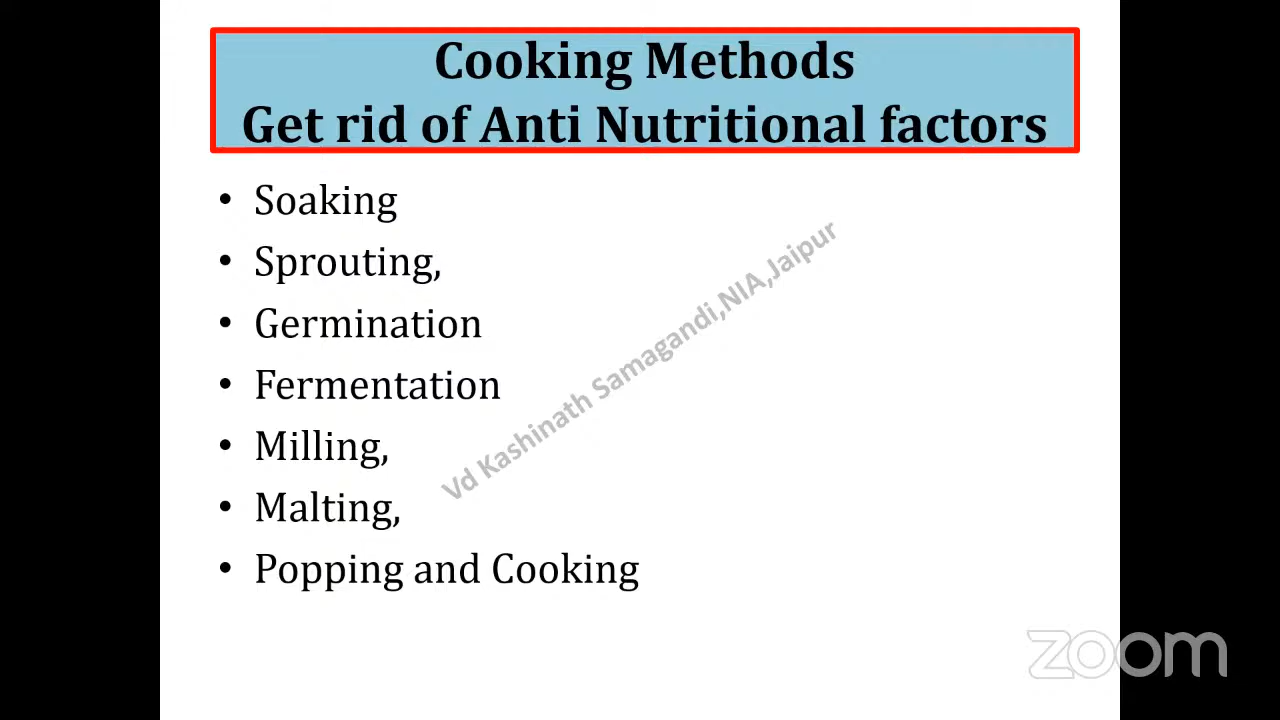 Cooking Methods
Get rid of Anti Nutritional factors
• Soaking
• Sprouting,
• Germination
• Fermentation
• Milling,
• Malting,
• Popping and Cooking
Vd Kashinath Samagandi,NIA,Jaipur
zoom